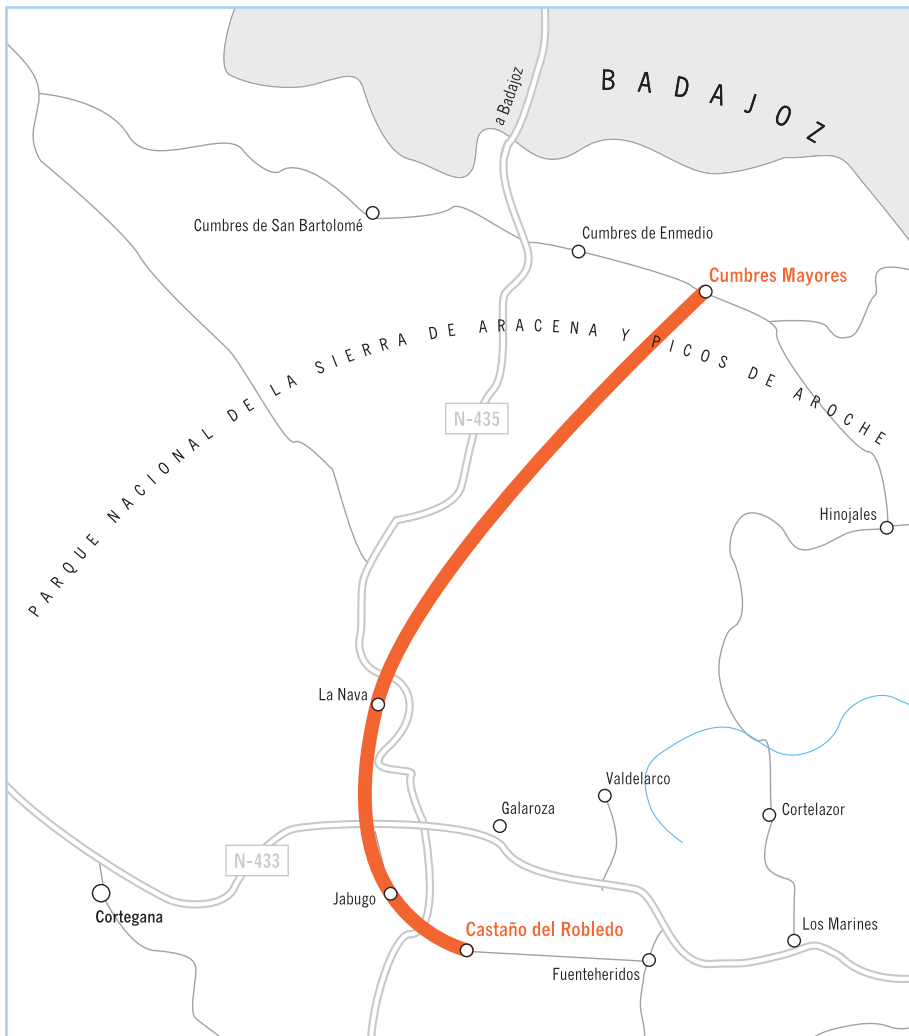 BADAJOZ
a Badajoz
Cumbres de San Bartolomé
Cumbres de Enmedio
Cumbres Mayores
PARQUE NACIONAL DE LA SIERRA DE ARACENA Y PICOS DE AROCHE
N-435
Hinojales
La Nava
Valdelarco
Galaroza
Cortelazor
N-433
Jabugo
Cortegana
Castaño del Robledo
Los Marines
Fuenteheridos